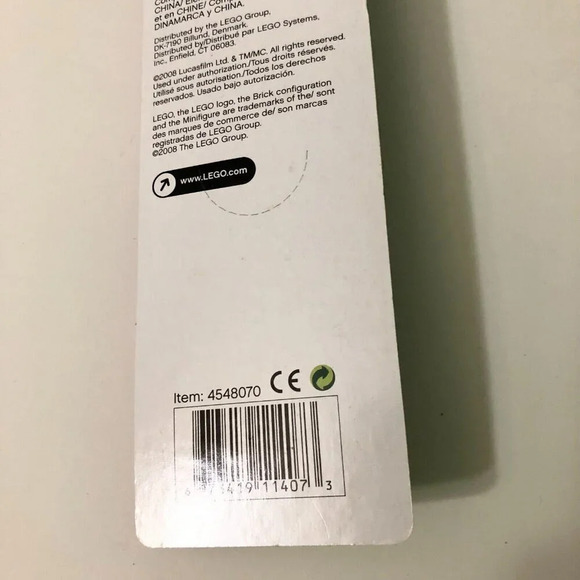 CHINA/
et en CHINE/
DINAMARCA y CHINA.
Distributed by the LEGO Group,
DK-7190 Billund, Denmark.
Distributed by/Distribué par LEGO Systems,
Inc., Enfield, CT 06083.
©2008 Lucasfilm Ltd. & TM/MC. All rights reserved.
Used under authorization./Tous droits réservés.
Utilisé sous autorisation./Todos los derechos
reservados. Usado bajo autorización.
LEGO, the LEGO logo, the Brick configuration
and the Minifigure are trademarks of the/ sont
des marques de commerce de/ son marcas
registradas de LEGO Group.
©2008 The LEGO Group.
www.LEGO.com
Item: 4548070 CE
6 73419 11407 3